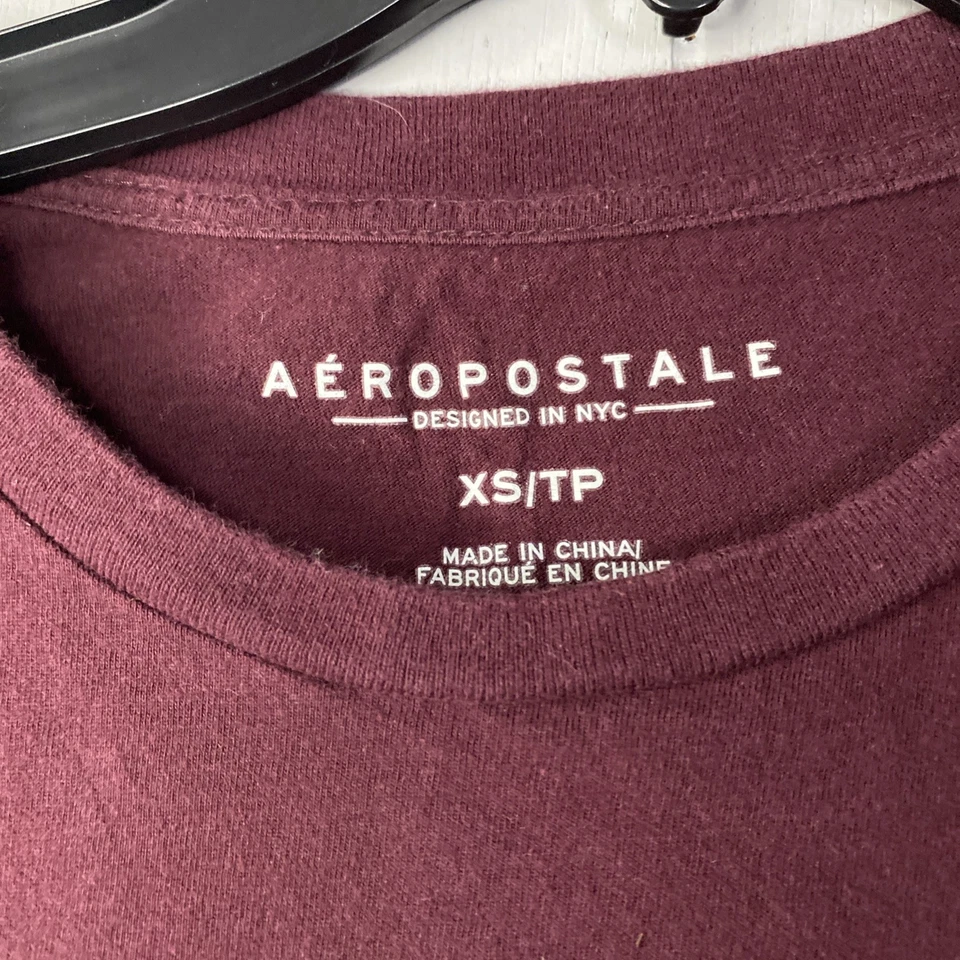 AÉROPOSTALE
DESIGNED IN NYC
XS/TP
MADE IN CHINA/
FABRIQUÉ EN CHINE